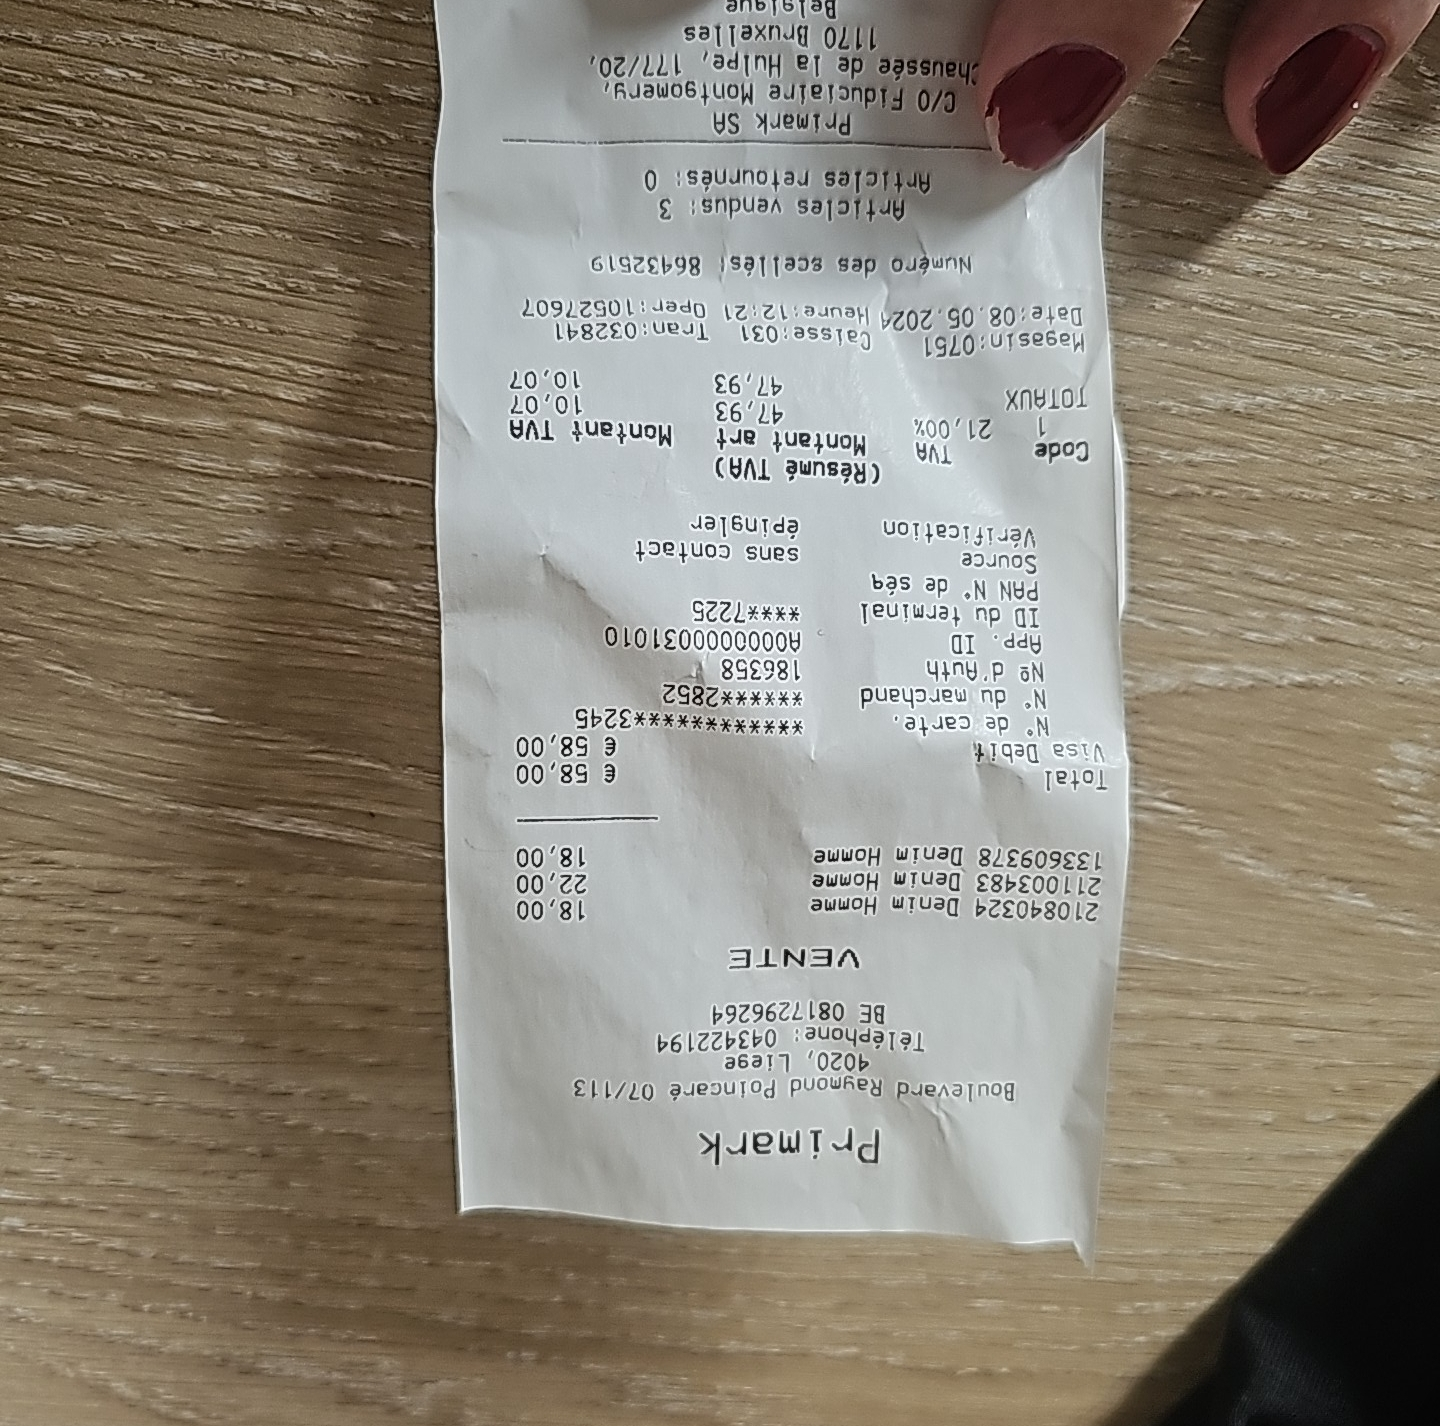 Primark
Boulevard Raymond Poincaré 07/113
4020, Liege
Téléphone: 043422194
BE 0817296264
VENTE
210840324 Denim Homme 18,00
211003483 Denim Homme 22,00
133609378 Denim Homme 18,00
Total € 58,00
Visa Debit € 58,00
N° de carte. **************3245
N° du marchand ******2852
Nº d'Auth 186358
App. ID A0000000031010
ID du terminal ****7225
PAN N° de séq
Source sans contact
Vérification épingler
(Résumé TVA)
Code TVA Montant art Montant TVA
1 21,00% 47,93 10,07
TOTAUX 47,93 10,07
Magasin:0751 Caisse:031 Tran:032841
Date:08.05.2024 Heure:12:21 Oper:10527607
Numéro des scellés: 86432519
Articles vendus: 3
Articles retournés: 0
Primark SA
C/O Fiduciaire Montgomery,
Chaussée de la Hulpe, 177/20,
1170 Bruxelles
Belgique